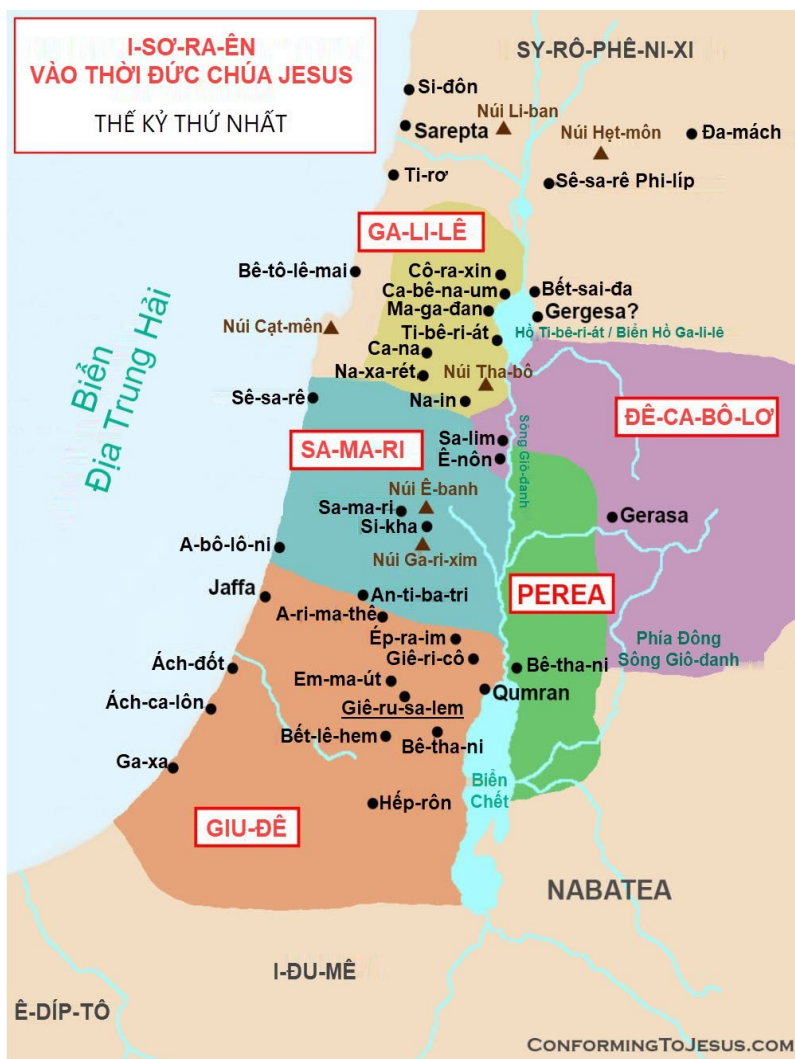 I-SƠ-RA-ÊN
VÀO THỜI ĐỨC CHÚA JESUS
THẾ KỶ THỨ NHẤT
SY-RÔ-PHÊ-NI-XI
Si-đôn
Núi Li-ban
Sarepta
Núi Hẹt-môn
Đa-mách
Ti-rơ
Sê-sa-rê Phi-líp
GA-LI-LÊ
Bê-tô-lê-mai
Cô-ra-xin
Ca-bê-na-um
Bết-sai-đa
Ma-ga-đan
Gergesa?
Núi Cạt-mên
Ti-bê-ri-át
Hồ Ti-bê-ri-át / Biển Hồ Ga-li-lê
Ca-na
Na-xa-rét
Núi Tha-bô
Biển
Địa Trung Hải
Sê-sa-rê
Na-in
ĐÊ-CA-BÔ-LƠ
SA-MA-RI
Sa-lim
Ê-nôn
Sông Giô-đanh
Núi Ê-banh
Sa-ma-ri
Si-kha
Gerasa
Núi Ga-ri-xim
A-bô-lô-ni
Jaffa
An-ti-ba-tri
PEREA
A-ri-ma-thê
Ép-ra-im
Phía Đông
Sông Giô-đanh
Giê-ri-cô
Bê-tha-ni
Ách-đốt
Em-ma-út
Qumran
Ách-ca-lôn
Giê-ru-sa-lem
Bết-lê-hem
Bê-tha-ni
Ga-xa
Biển
Chết
Hếp-rôn
GIU-ĐÊ
NABATEA
I-ĐU-MÊ
Ê-DÍP-TÔ
CONFORMINGTOJESUS.COM